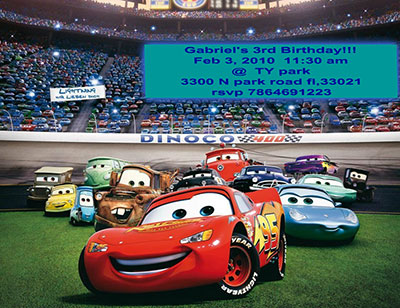 Gabriel's 3rd Birthday!!!
Feb 3, 2010 11:30 am
@ TY park
3300 N park road fl,33021
rsvp 7864691223
LIGHTNING
DINOCO 400
95